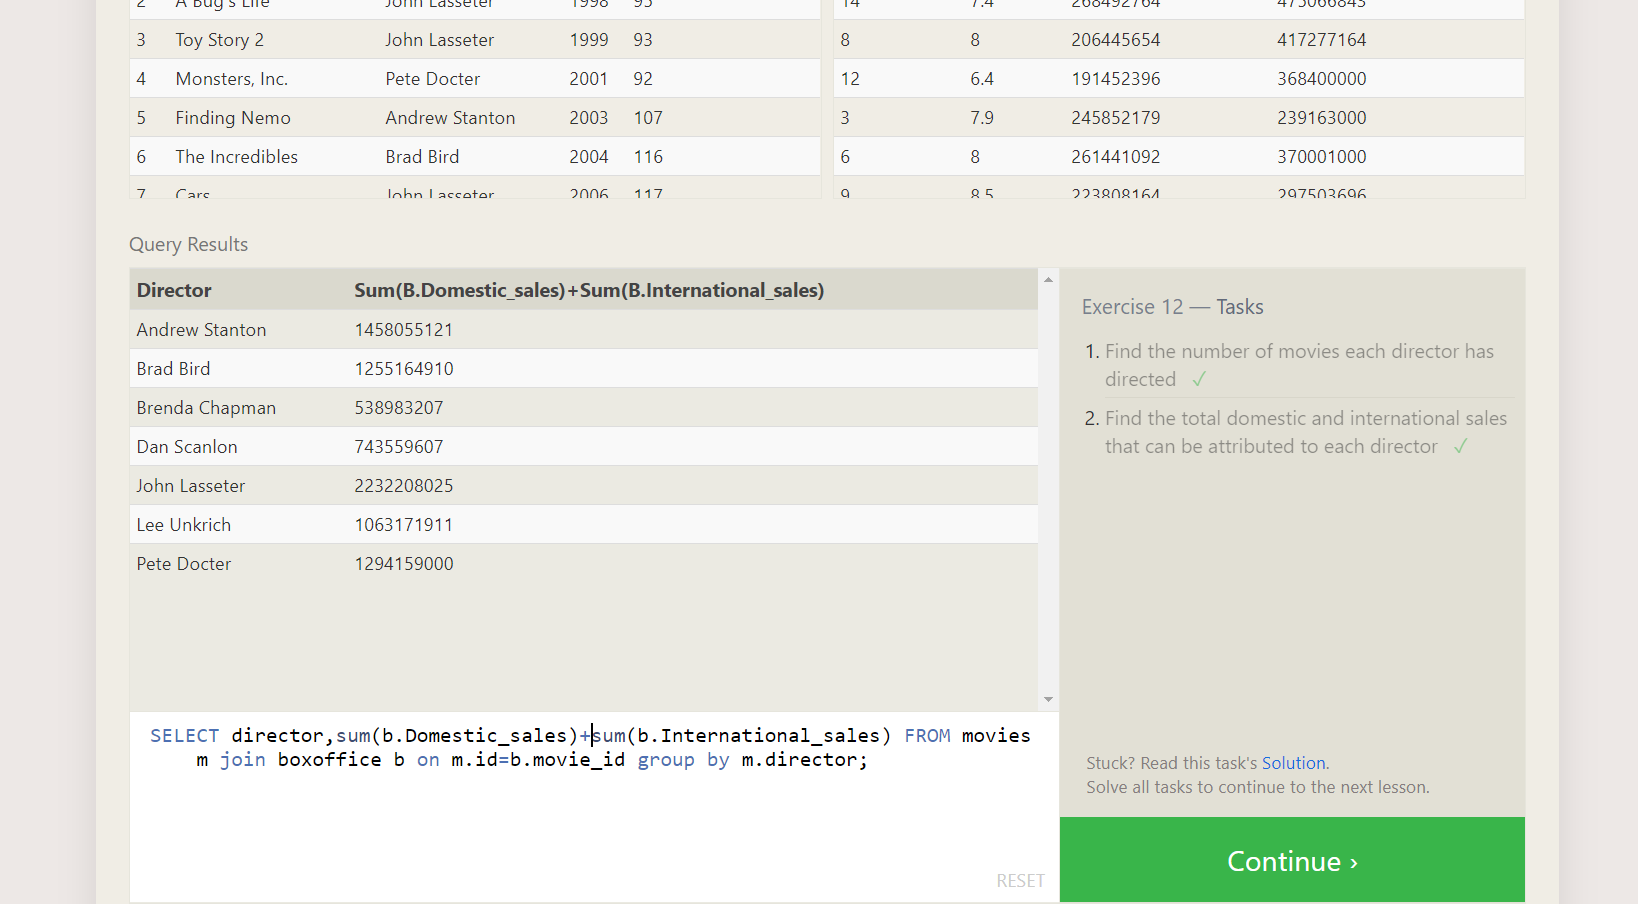 2 A Bug's Life John Lasseter 1998 95 14 7.4 268492764 475066843
3 Toy Story 2 John Lasseter 1999 93 8 8 206445654 417277164
4 Monsters, Inc. Pete Docter 2001 92 12 6.4 191452396 368400000
5 Finding Nemo Andrew Stanton 2003 107 3 7.9 245852179 239163000
6 The Incredibles Brad Bird 2004 116 6 8 261441092 370001000
7 Cars John Lasseter 2006 117 9 8.5 223808164 297503696
Query Results
Director Sum(B.Domestic_sales)+Sum(B.International_sales)
Andrew Stanton 1458055121
Brad Bird 1255164910
Brenda Chapman 538983207
Dan Scanlon 743559607
John Lasseter 2232208025
Lee Unkrich 1063171911
Pete Docter 1294159000
Exercise 12 — Tasks
1. Find the number of movies each director has
directed ✓
2. Find the total domestic and international sales
that can be attributed to each director ✓
SELECT director,sum(b.Domestic_sales)+sum(b.International_sales) FROM movies
m join boxoffice b on m.id=b.movie_id group by m.director;
RESET
Stuck? Read this task's Solution.
Solve all tasks to continue to the next lesson.
Continue ›